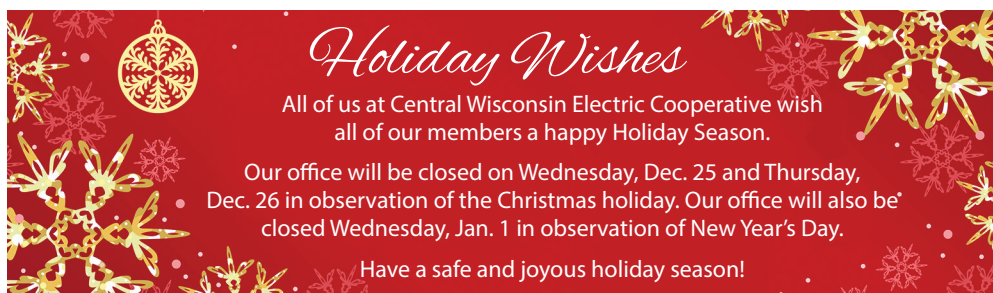 Holiday Wishes
All of us at Central Wisconsin Electric Cooperative wish
all of our members a happy Holiday Season.
Our office will be closed on Wednesday, Dec. 25 and Thursday,
Dec. 26 in observation of the Christmas holiday. Our office will also be
closed Wednesday, Jan. 1 in observation of New Year’s Day.
Have a safe and joyous holiday season!